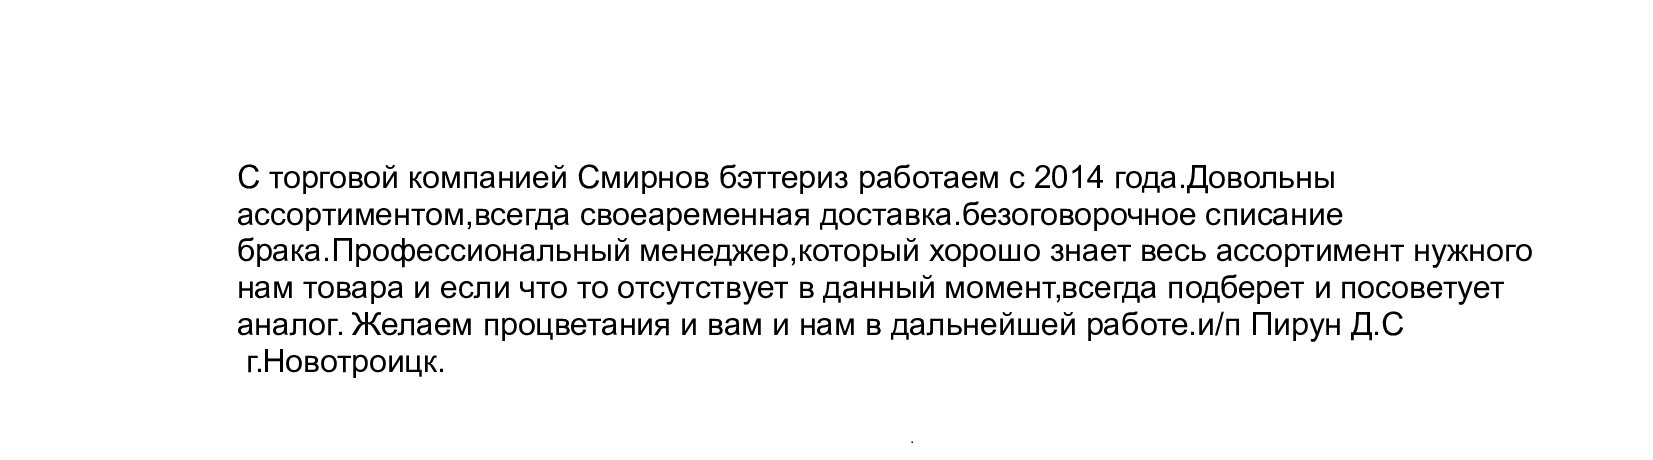 С торговой компанией Смирнов бэттериз работаем с 2014 года.Довольны
ассортиментом,всегда своеаременная доставка.безоговорочное списание
брака.Профессиональный менеджер,который хорошо знает весь ассортимент нужного
нам товара и если что то отсутствует в данный момент,всегда подберет и посоветует
аналог. Желаем процветания и вам и нам в дальнейшей работе.и/п Пирун Д.С
г.Новотроицк.